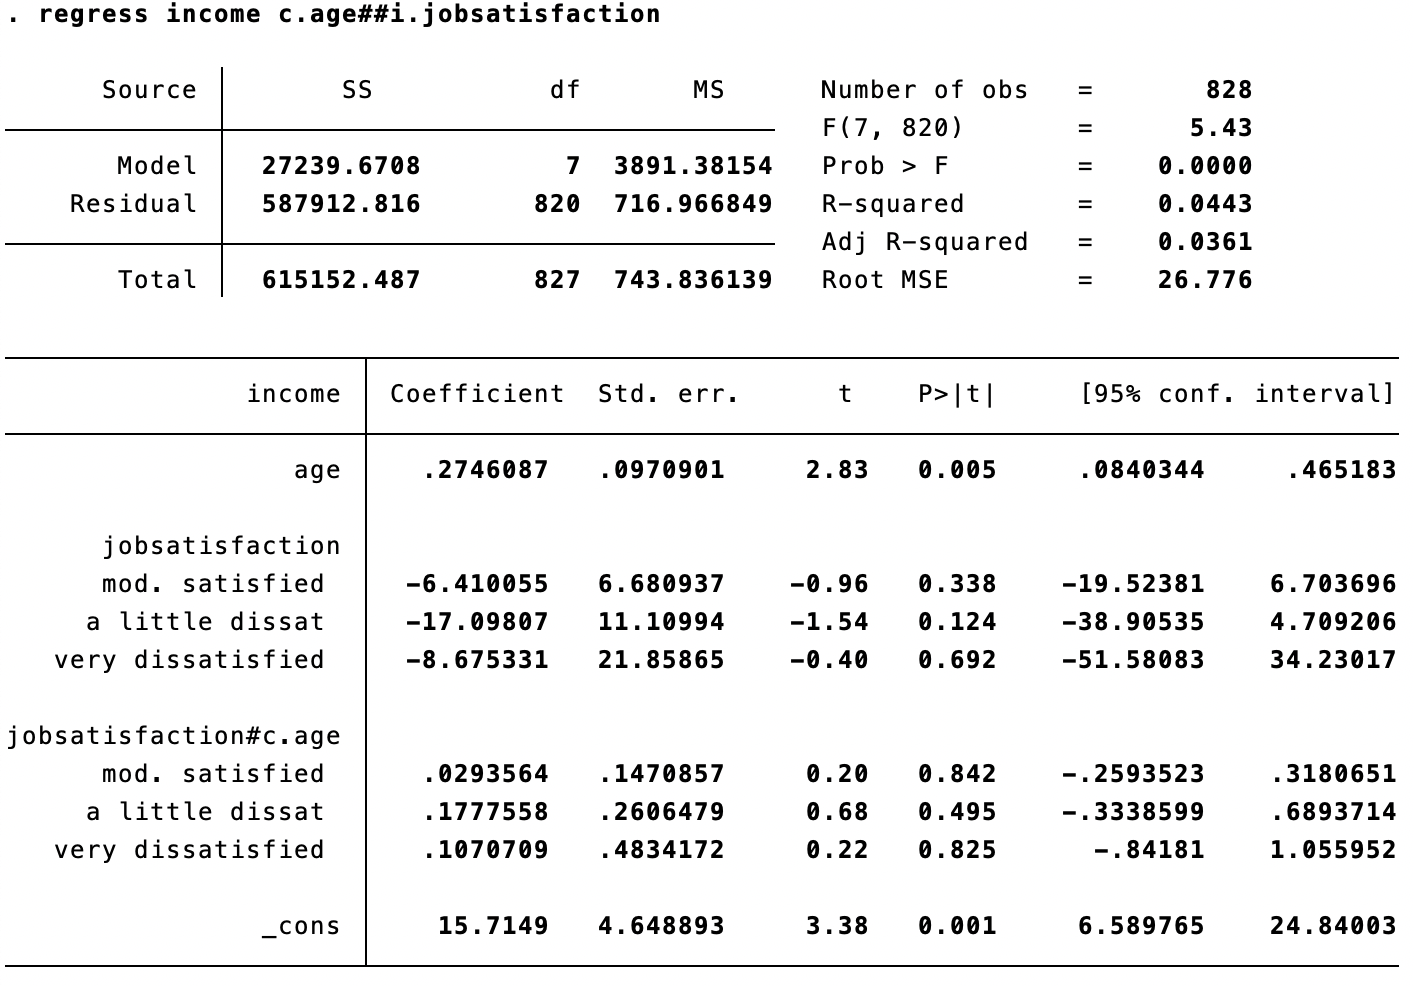 . regress income c.age##i.jobsatisfaction
Source | SS df MS Number of obs = 828
F(7, 820) = 5.43
Model | 27239.6708 7 3891.38154 Prob > F = 0.0000
Residual | 587912.816 820 716.966849 R-squared = 0.0443
Adj R-squared = 0.0361
Total | 615152.487 827 743.836139 Root MSE = 26.776
income | Coefficient Std. err. t P>|t| [95% conf. interval]
age | .2746087 .0970901 2.83 0.005 .0840344 .465183
jobsatisfaction |
mod. satisfied | -6.410055 6.680937 -0.96 0.338 -19.52381 6.703696
a little dissat | -17.09807 11.10994 -1.54 0.124 -38.90535 4.709206
very dissatisfied | -8.675331 21.85865 -0.40 0.692 -51.58083 34.23017
jobsatisfaction#c.age |
mod. satisfied | .0293564 .1470857 0.20 0.842 -.2593523 .3180651
a little dissat | .1777558 .2606479 0.68 0.495 -.3338599 .6893714
very dissatisfied | .1070709 .4834172 0.22 0.825 -.84181 1.055952
_cons | 15.7149 4.648893 3.38 0.001 6.589765 24.84003